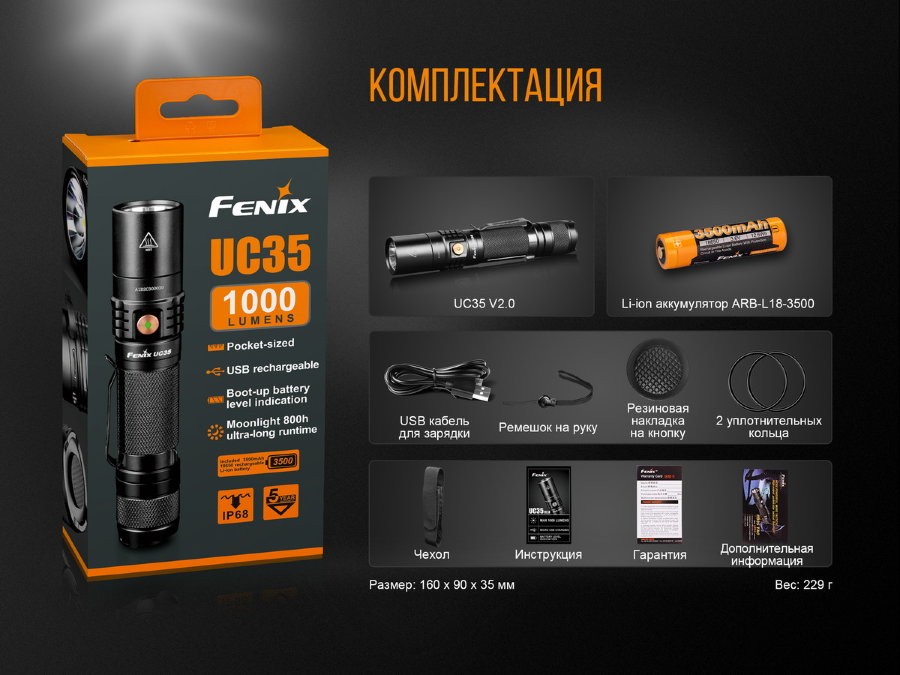 КОМПЛЕКТАЦИЯ
FENIX
UC35
1000
LUMENS
Pocket-sized
USB rechargeable
Boot-up battery
level indication
Moonlight 800h
ultra-long runtime
3500
IP68
5 YEAR
FENIX UC35
UC35 V2.0
3500mAh
FENIX
Li-ion аккумулятор ARB-L18-3500
USB кабель
для зарядки
Ремешок на руку
Резиновая
накладка
на кнопку
2 уплотнительных
кольца
FENIX
UC35
Чехол
Инструкция
Гарантия
Дополнительная
информация
Размер: 160 x 90 x 35 мм
Вес: 229 г